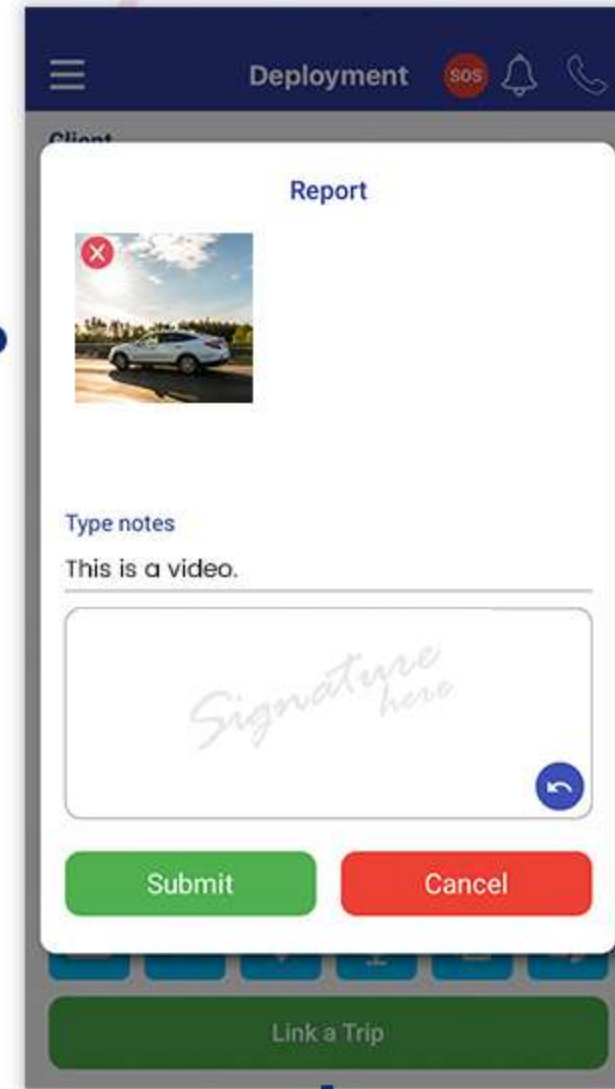 Deployment SOS
Client
Report
Type notes
This is a video.
Signature
here
Submit Cancel
Link a Trip